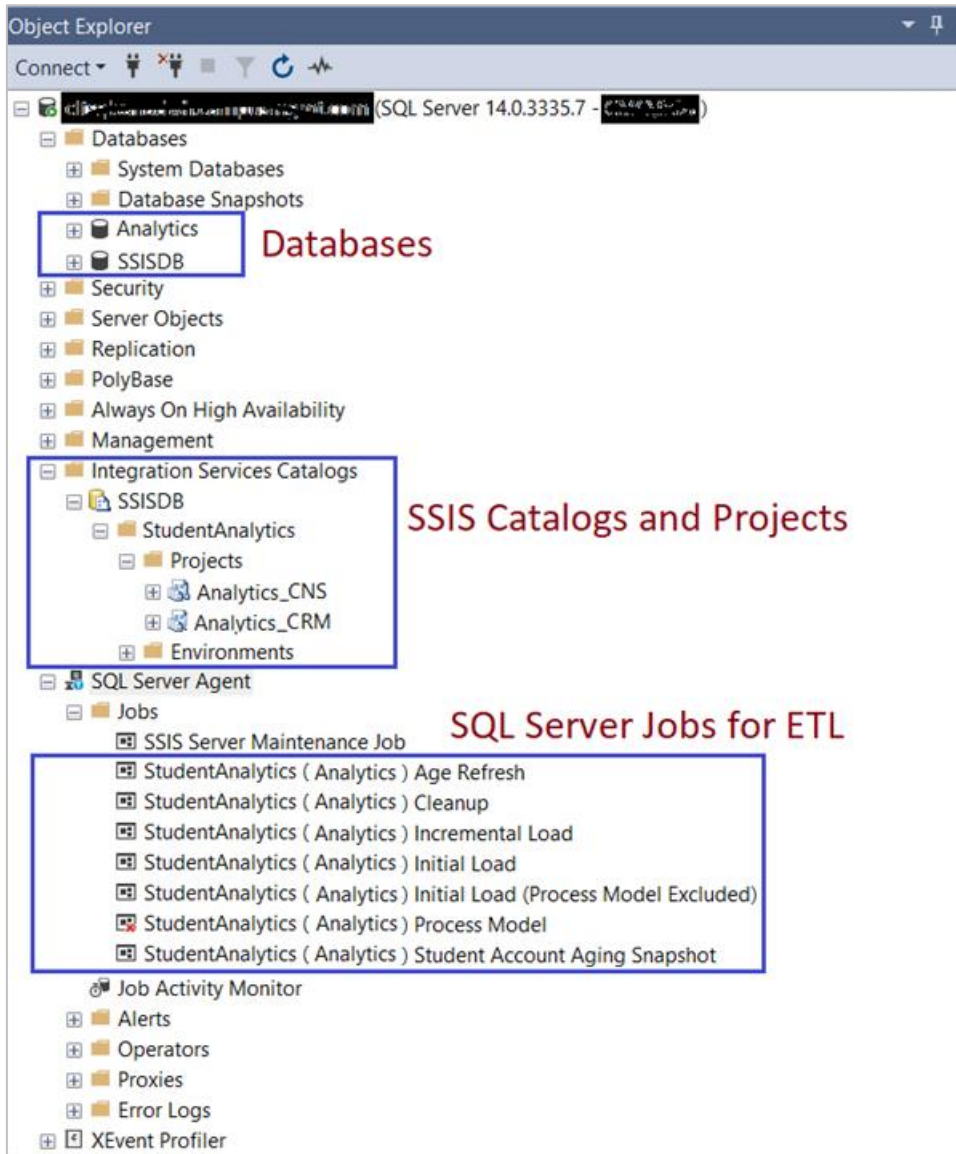 Object Explorer
Connect
(SQL Server 14.0.3335.7 - )
Databases
System Databases
Database Snapshots
Analytics
SSISDB
Databases
Security
Server Objects
Replication
PolyBase
Always On High Availability
Management
Integration Services Catalogs
SSISDB
StudentAnalytics
Projects
Analytics_CNS
Analytics_CRM
Environments
SSIS Catalogs and Projects
SQL Server Agent
Jobs
SSIS Server Maintenance Job
SQL Server Jobs for ETL
StudentAnalytics ( Analytics ) Age Refresh
StudentAnalytics ( Analytics ) Cleanup
StudentAnalytics ( Analytics ) Incremental Load
StudentAnalytics ( Analytics ) Initial Load
StudentAnalytics ( Analytics ) Initial Load (Process Model Excluded)
StudentAnalytics ( Analytics ) Process Model
StudentAnalytics ( Analytics ) Student Account Aging Snapshot
Job Activity Monitor
Alerts
Operators
Proxies
Error Logs
XEvent Profiler